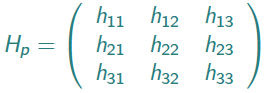 H_p = ( h_11 h_12 h_13
h_21 h_22 h_23
h_31 h_32 h_33 )